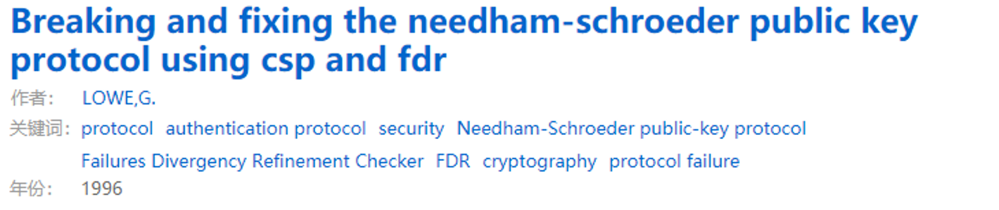 Breaking and fixing the needham-schroeder public key
protocol using csp and fdr
作者： LOWE,G.
关键词： protocol authentication protocol security Needham-Schroeder public-key protocol
Failures Divergency Refinement Checker FDR cryptography protocol failure
年份： 1996